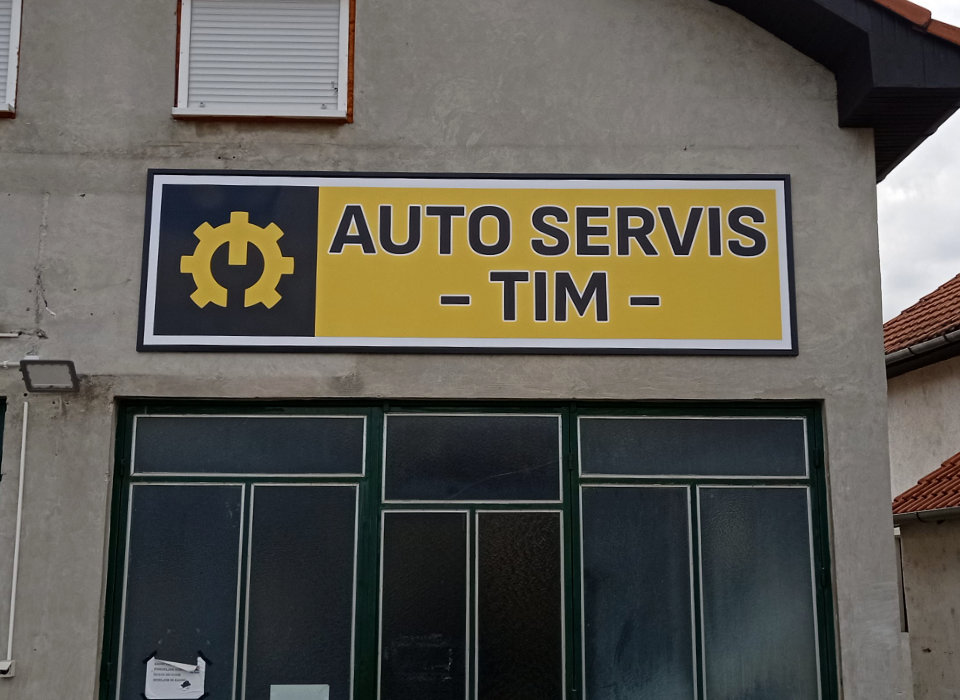 AUTO SERVIS
- TIM -